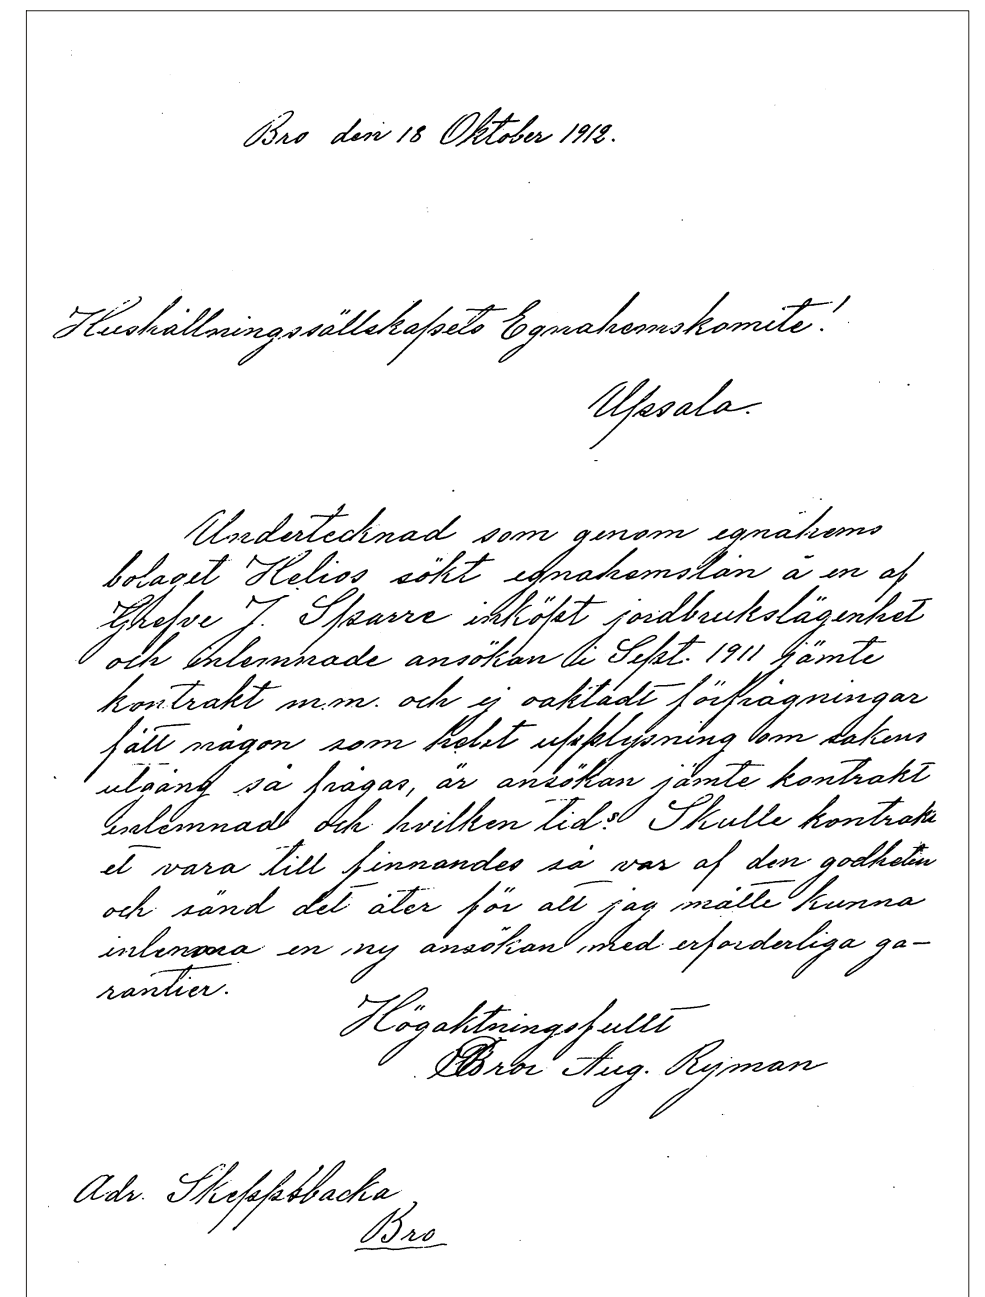 Bro den 18 Oktober 1912.
Hushållningssällskapets Egnahemskomite!
Upsala.
Undertecknad som genom egnahems
bolaget Helios sökt egnahemslån å en af
Grefve J. Sparre inköpt jordbrukslägenhet
och inlemnade ansökan i Sept. 1911 jämte
kontrakt m.m. och ej oaktadt förfrågningar
fått någon som helst upplysning om sakens
utgång så frågas, är ansökan jämte kontrakt
inlemnad och hvilken tid? Skulle kontrakt
et vara till finnandes så var af den godheten
och sänd det åter för att jag måtte kunna
inlemna en ny ansökan med erforderliga ga-
rantier.
Högaktningsfullt
Bror Aug. Ryman
Adr. Skeppsbacka
Bro